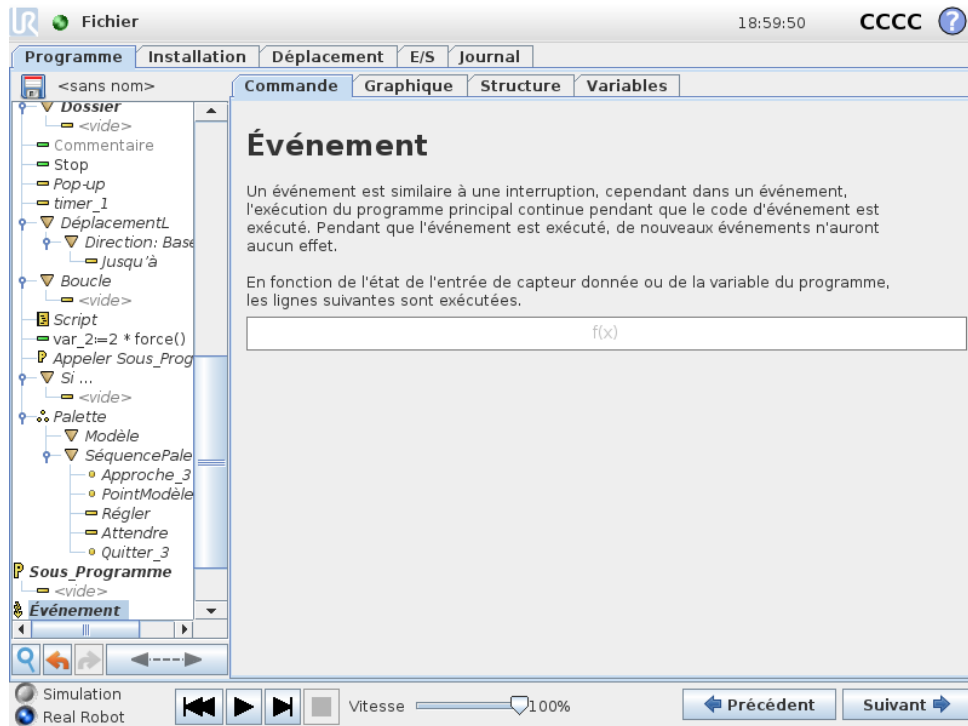 UR Fichier 18:59:50 CCCC ?
Programme Installation Déplacement E/S Journal
<sans nom> Commande Graphique Structure Variables
Dossier
<vide>
Commentaire
Stop
Pop-up
timer_1
DéplacementL
Direction: Base
Jusqu'à
Boucle
<vide>
Script
var_2:=2 * force()
Appeler Sous_Prog
Si ...
<vide>
Palette
Modèle
SéquencePale
Approche_3
PointModèle
Régler
Attendre
Quitter_3
Sous_Programme
<vide>
Événement
Événement
Un événement est similaire à une interruption, cependant dans un événement,
l'exécution du programme principal continue pendant que le code d'événement est
exécuté. Pendant que l'événement est exécuté, de nouveaux événements n'auront
aucun effet.
En fonction de l'état de l'entrée de capteur donnée ou de la variable du programme,
les lignes suivantes sont exécutées.
f(x)
Simulation
Real Robot
Vitesse 100%
Précédent Suivant